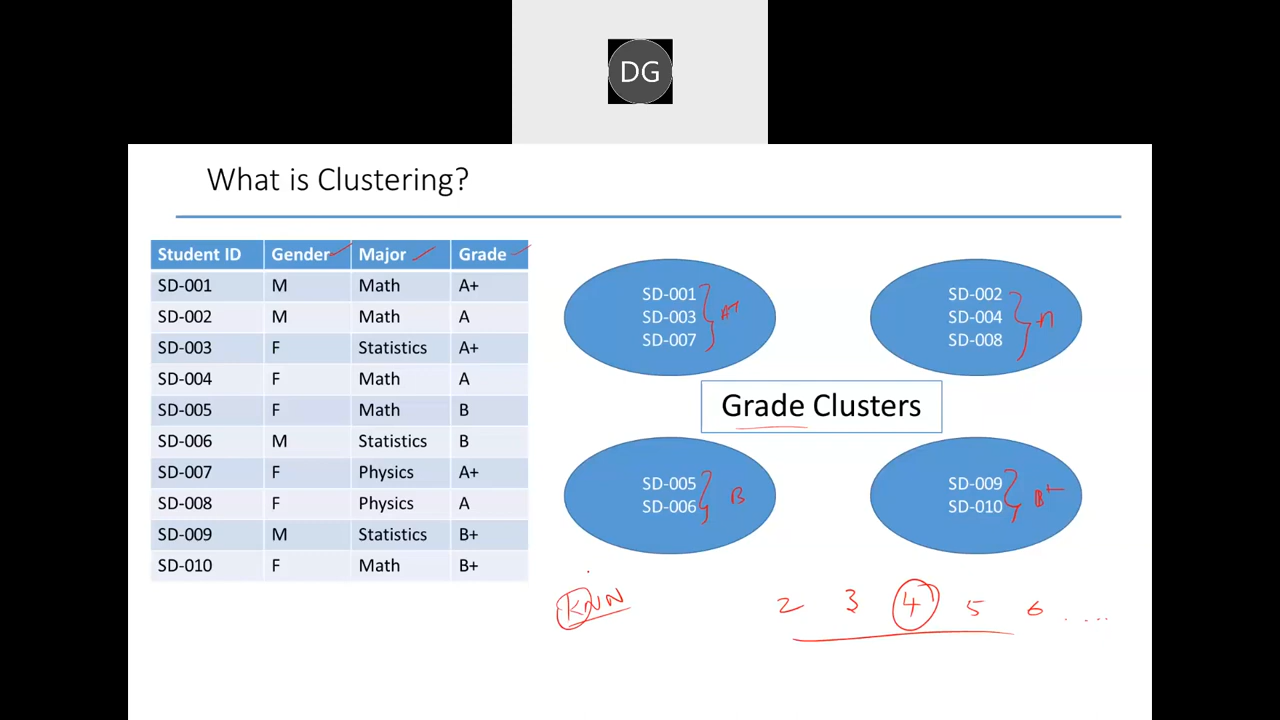 DG
What is Clustering?
Student ID Gender Major Grade
SD-001 M Math A+
SD-002 M Math A
SD-003 F Statistics A+
SD-004 F Math A
SD-005 F Math B
SD-006 M Statistics B
SD-007 F Physics A+
SD-008 F Physics A
SD-009 M Statistics B+
SD-010 F Math B+
SD-001
SD-003
SD-007
A+
SD-002
SD-004
SD-008
A
Grade Clusters
SD-005
SD-006
B
SD-009
SD-010
B+
KNN
2 3 4 5 6 .....